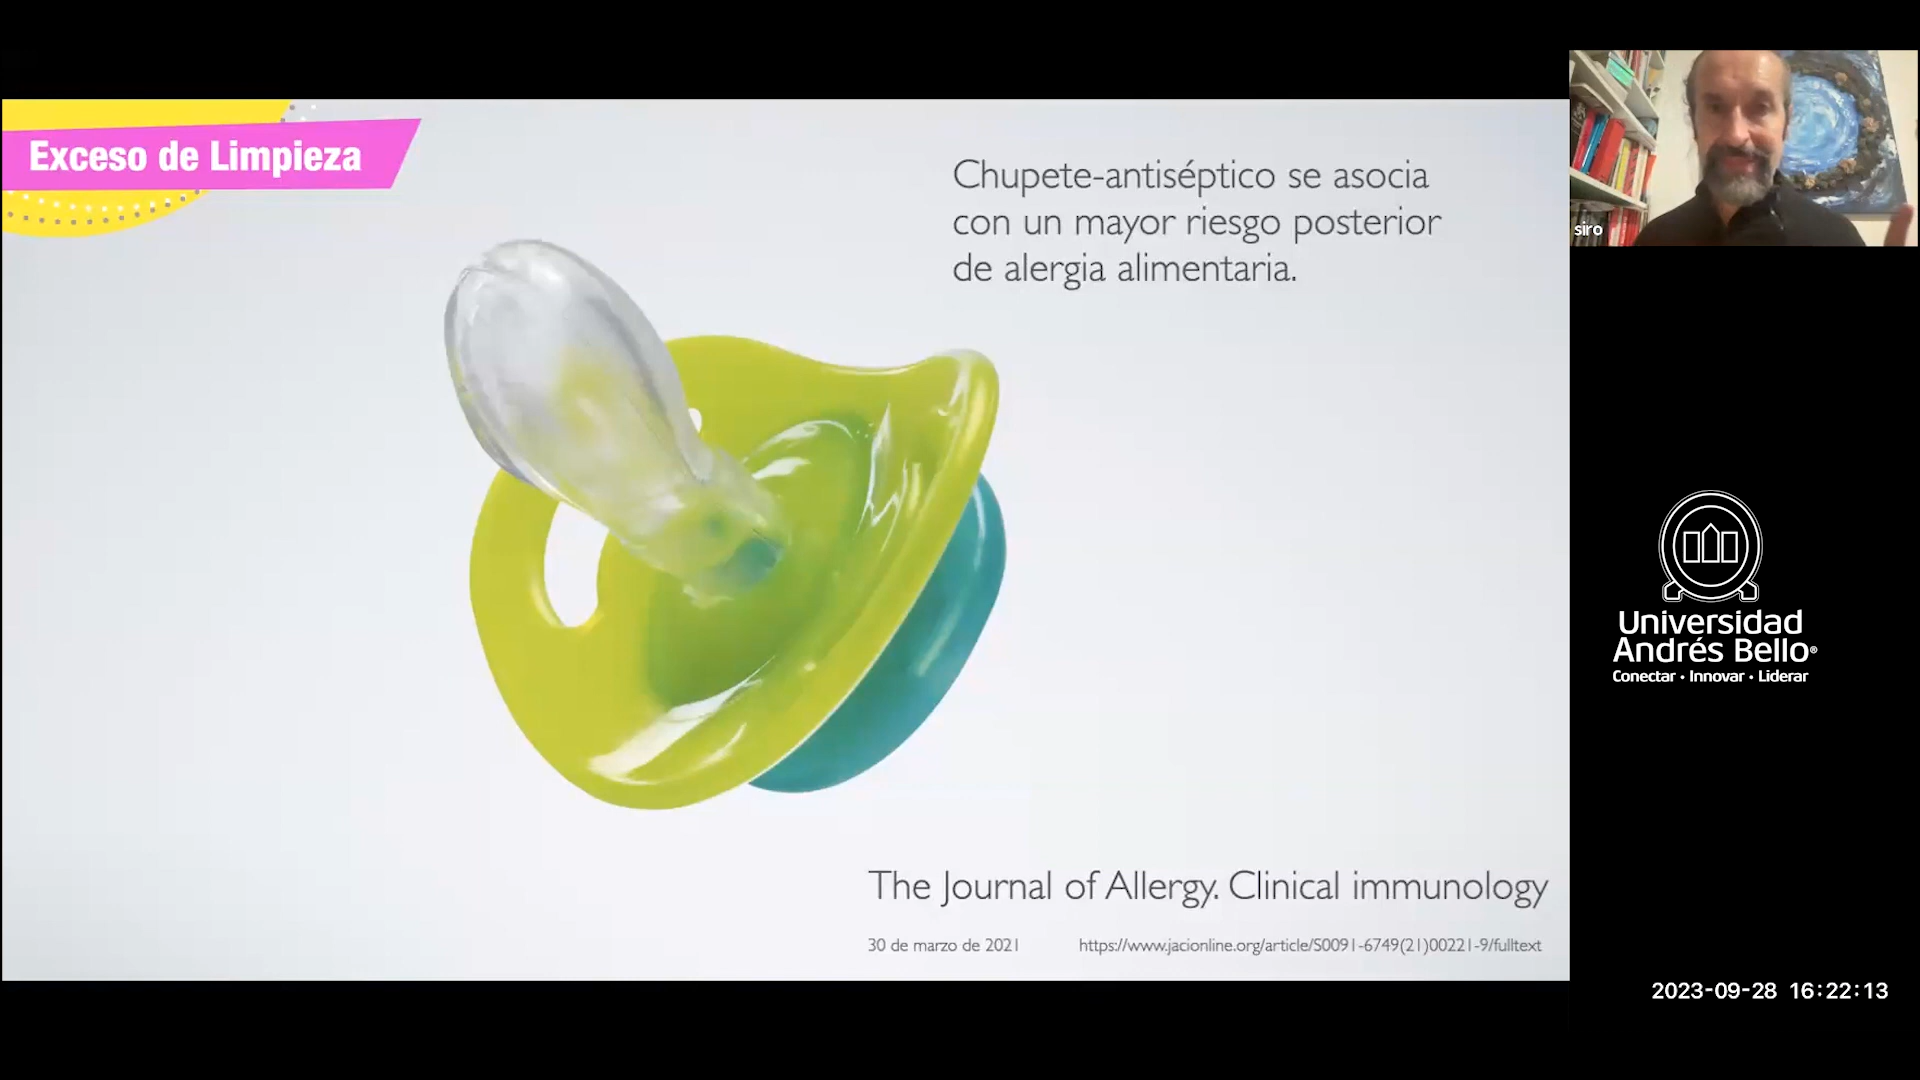 Exceso de Limpieza
Chupete-antiséptico se asocia
con un mayor riesgo posterior
de alergia alimentaria.
The Journal of Allergy. Clinical immunology
30 de marzo de 2021
https://www.jacionline.org/article/S0091-6749(21)00221-9/fulltext
siro
Universidad
Andrés Bello®
Conectar • Innovar • Liderar
2023-09-28 16:22:13